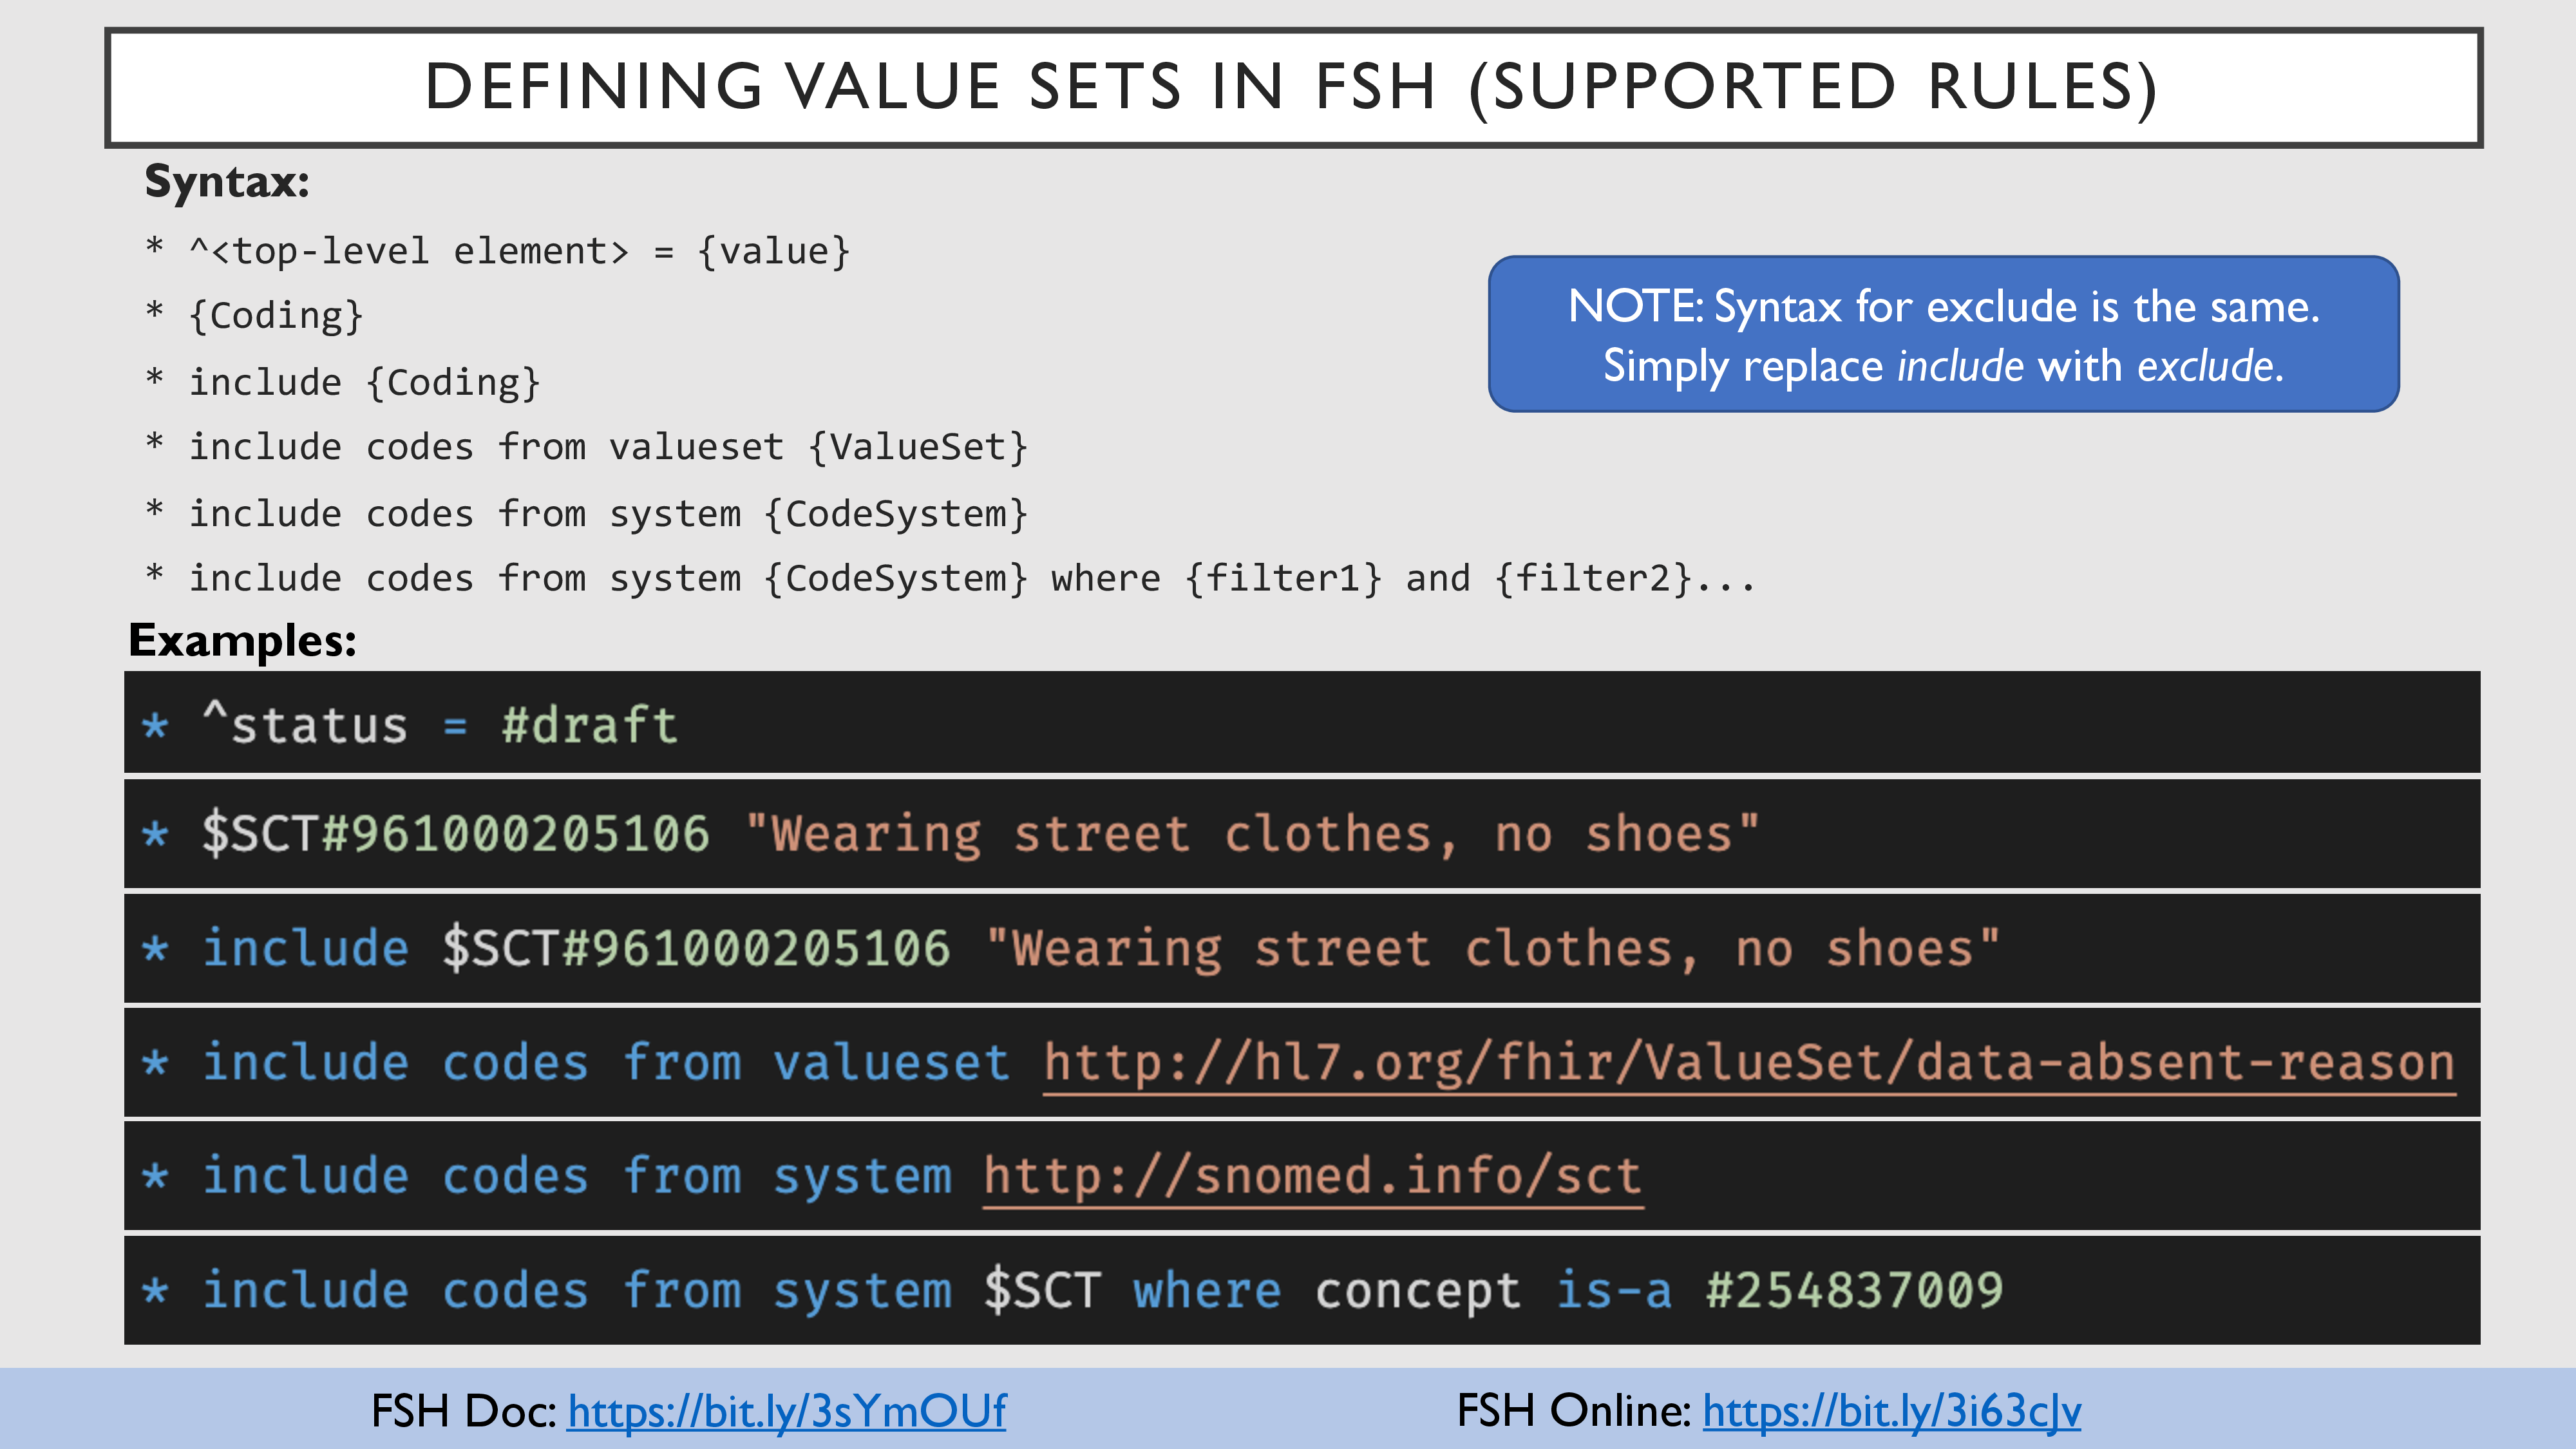 DEFINING VALUE SETS IN FSH (SUPPORTED RULES)
Syntax:
* ^<top-level element> = {value}
* {Coding}
* include {Coding}
* include codes from valueset {ValueSet}
* include codes from system {CodeSystem}
* include codes from system {CodeSystem} where {filter1} and {filter2}...
NOTE: Syntax for exclude is the same.
Simply replace include with exclude.
Examples:
* ^status = #draft
* $SCT#961000205106 "Wearing street clothes, no shoes"
* include $SCT#961000205106 "Wearing street clothes, no shoes"
* include codes from valueset http://hl7.org/fhir/ValueSet/data-absent-reason
* include codes from system http://snomed.info/sct
* include codes from system $SCT where concept is-a #254837009
FSH Doc: https://bit.ly/3sYmOUf
FSH Online: https://bit.ly/3i63cJv